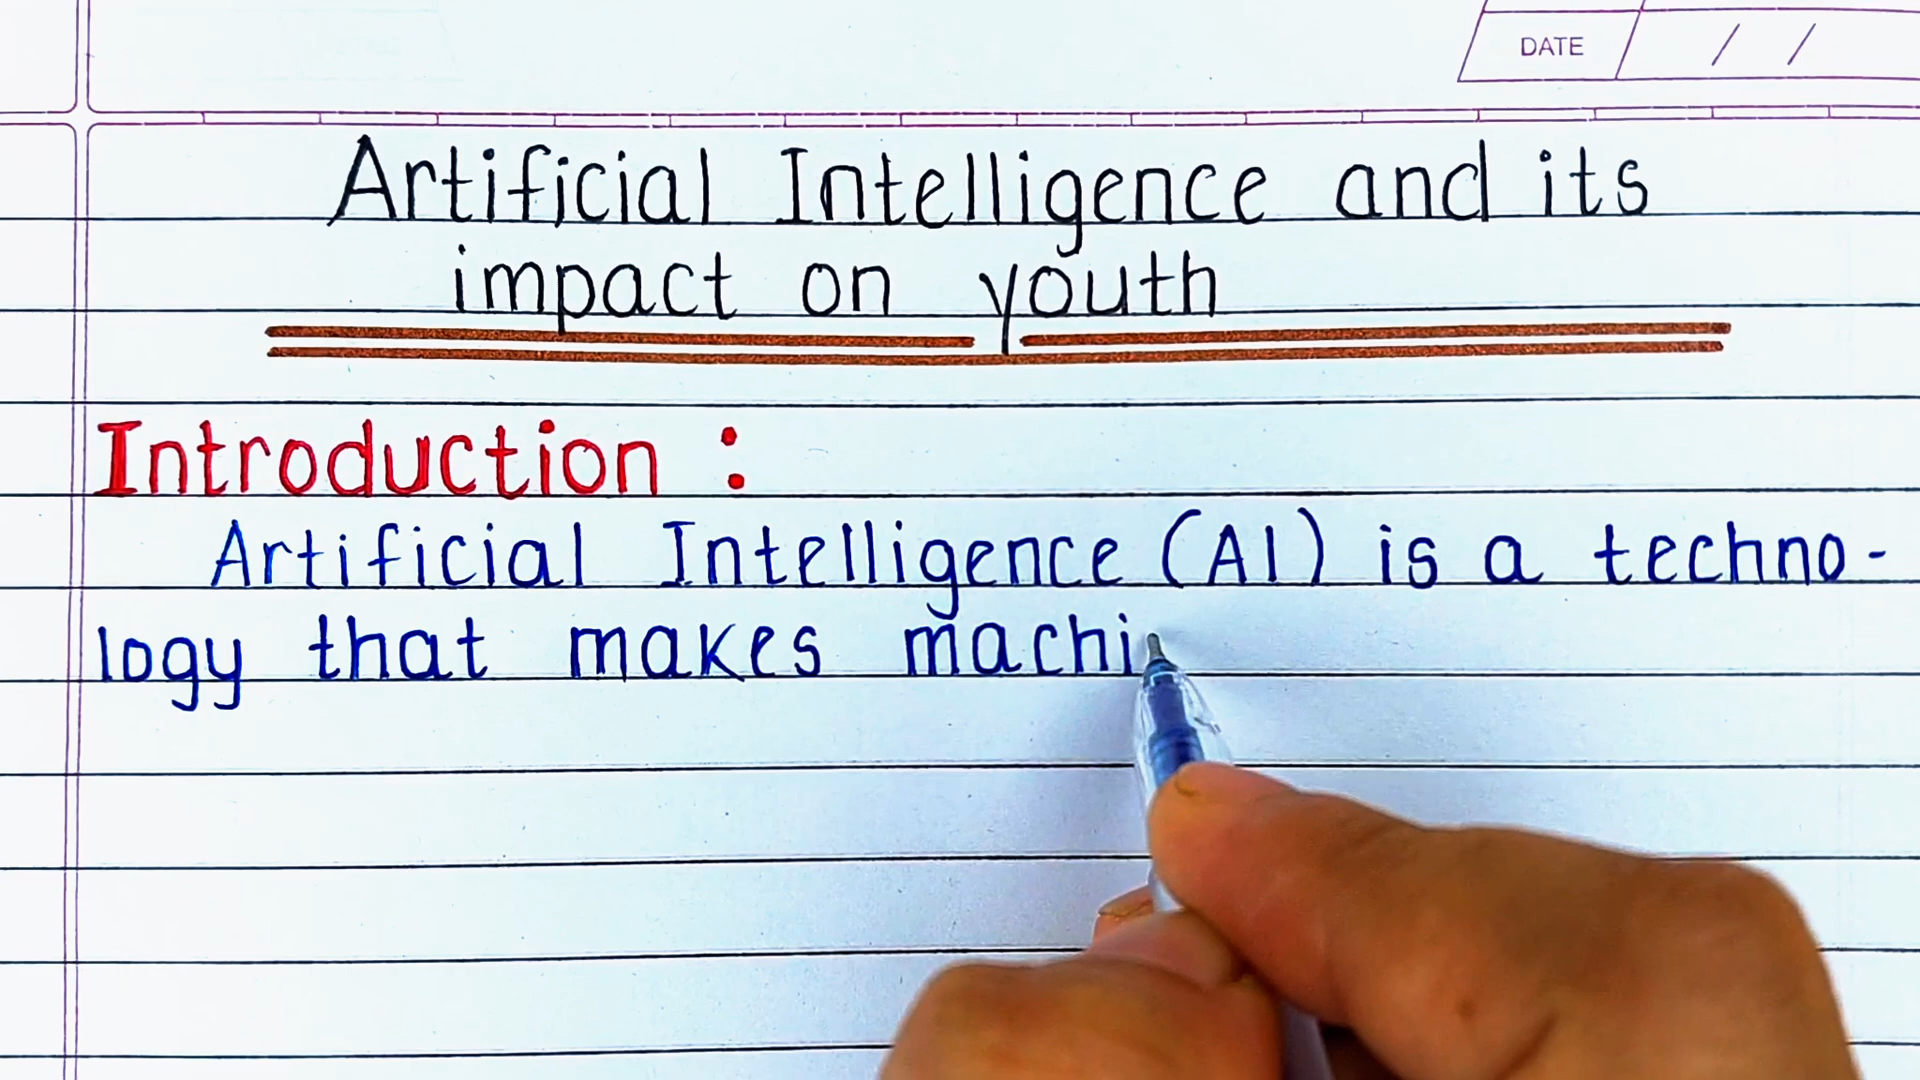 DATE / /
Artificial Intelligence and its
impact on youth
Introduction :
Artificial Intelligence (AI) is a techno-
logy that makes machi